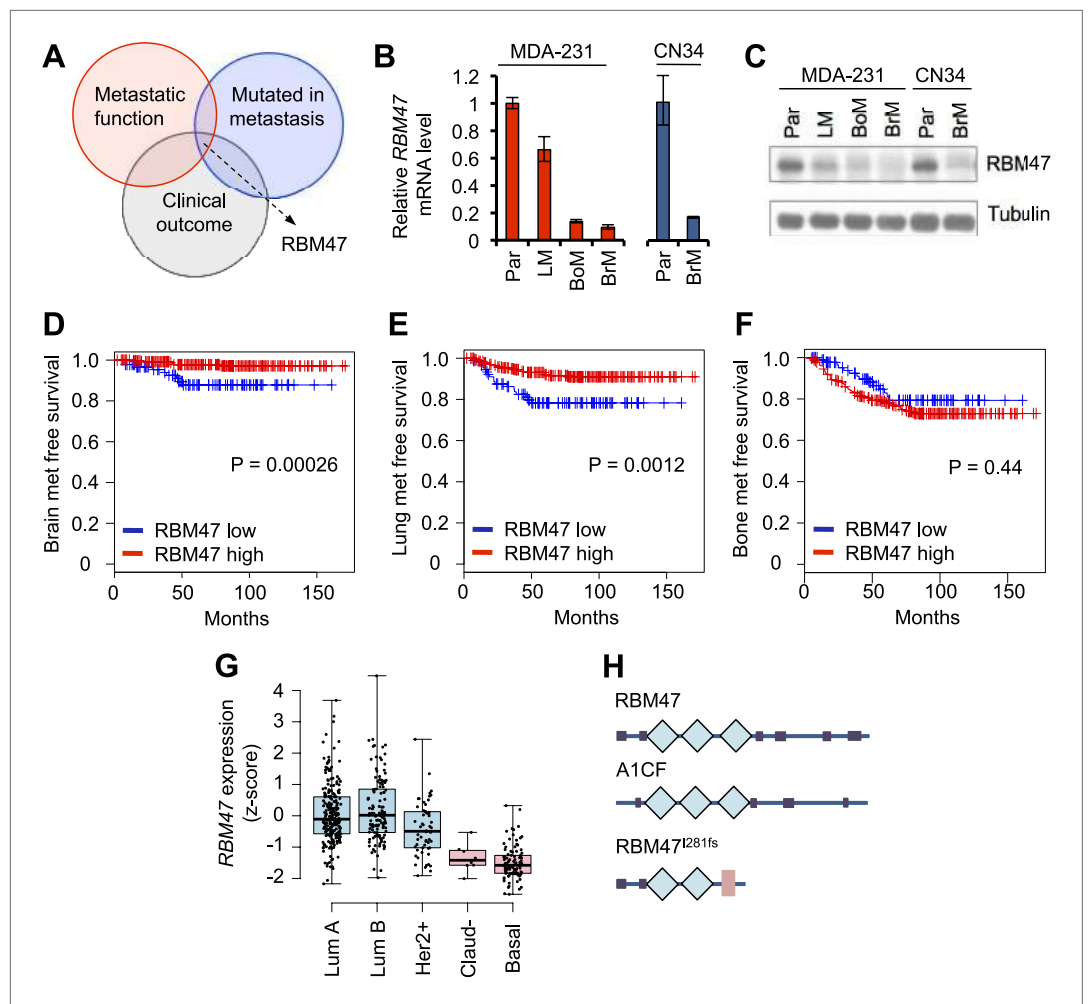 A
Metastatic
function
Mutated in
metastasis
Clinical
outcome
RBM47
B
MDA-231
CN34
Relative RBM47
mRNA level
1.2
1
0.8
0.6
0.4
0.2
0
Par
LM
BoM
BrM
Par
BrM
C
MDA-231
CN34
Par
LM
BoM
BrM
Par
BrM
RBM47
Tubulin
D
Brain met free survival
1.0
0.8
0.6
0.4
0.2
0
P = 0.00026
RBM47 low
RBM47 high
0
50
100
150
Months
E
Lung met free survival
1.0
0.8
0.6
0.4
0.2
0
P = 0.0012
RBM47 low
RBM47 high
0
50
100
150
Months
F
Bone met free survival
1.0
0.8
0.6
0.4
0.2
0
P = 0.44
RBM47 low
RBM47 high
0
50
100
150
Months
G
RBM47 expression
(z-score)
4
3
2
1
0
-1
-2
Lum A
Lum B
Her2+
Claud-
Basal
H
RBM47
A1CF
RBM47I281fs